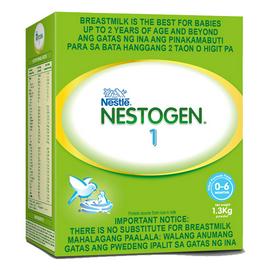 BREASTMILK IS THE BEST FOR BABIES
UP TO 2 YEARS OF AGE AND BEYOND
ANG GATAS NG INA ANG PINAKAMABUTI
PARA SA BATA HANGGANG 2 TAON O HIGIT PA
Nestlé
NESTOGEN
1
0-6
1.3Kg
IMPORTANT NOTICE:
THERE IS NO SUBSTITUTE FOR BREASTMILK
MAHALAGANG PAALALA: WALANG ANUMANG
GATAS ANG PWEDENG IPALIT SA GATAS NG INA